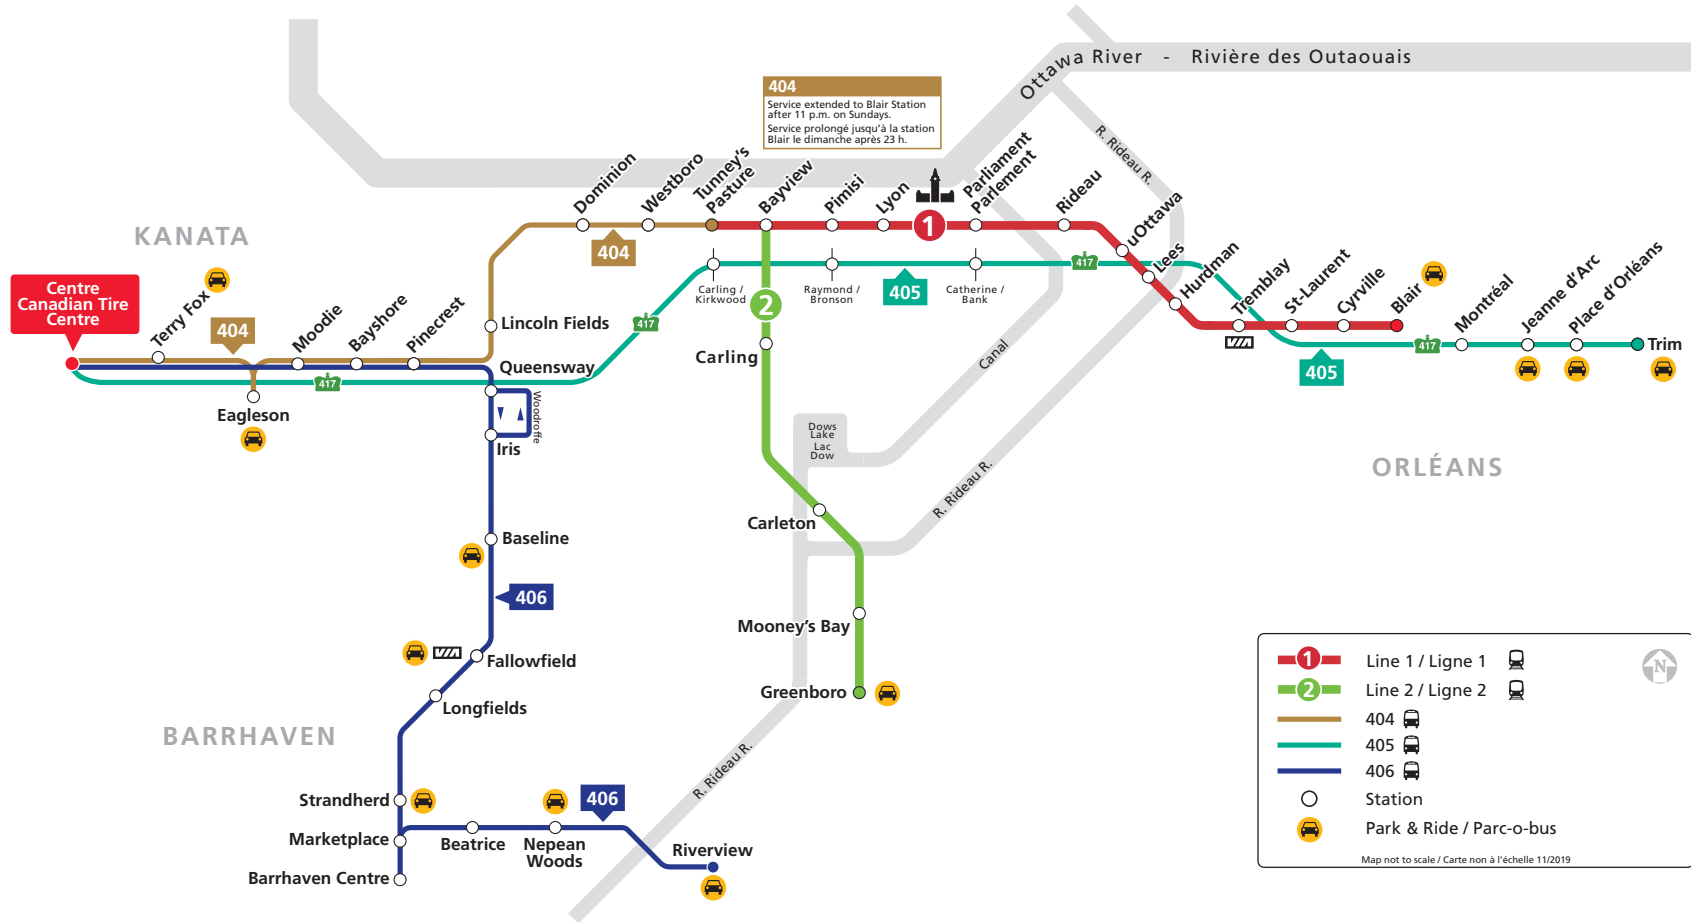 Ottawa River - Rivière des Outaouais
404
Service extended to Blair Station
after 11 p.m. on Sundays.
Service prolongé jusqu'à la station
Blair le dimanche après 23 h.
R. Rideau R.
KANATA
Dominion
Westboro
Tunney's
Pasture
Bayview
Pimisi
Lyon
1
Parliament
Parlement
Rideau
uOttawa
Lees
Hurdman
Tremblay
St-Laurent
Cyrville
Blair
Montréal
Jeanne d'Arc
Place d'Orléans
Trim
404
Centre
Canadian Tire
Centre
Terry Fox
404
Moodie
Bayshore
Pinecrest
Lincoln Fields
Queensway
417
417
Carling /
Kirkwood
Raymond /
Bronson
405
Catherine /
Bank
417
417
405
2
Carling
Canal
Eagleson
Woodroffe
Iris
Dows
Lake
Lac
Dow
ORLÉANS
R. Rideau R.
Carleton
Baseline
406
Mooney's Bay
Fallowfield
Longfields
Greenboro
BARRHAVEN
R. Rideau R.
Strandherd
406
Marketplace
Beatrice
Nepean
Woods
Riverview
Barrhaven Centre
1 Line 1 / Ligne 1
N
2 Line 2 / Ligne 2
404
405
406
Station
Park & Ride / Parc-o-bus
Map not to scale / Carte non à l'échelle 11/2019